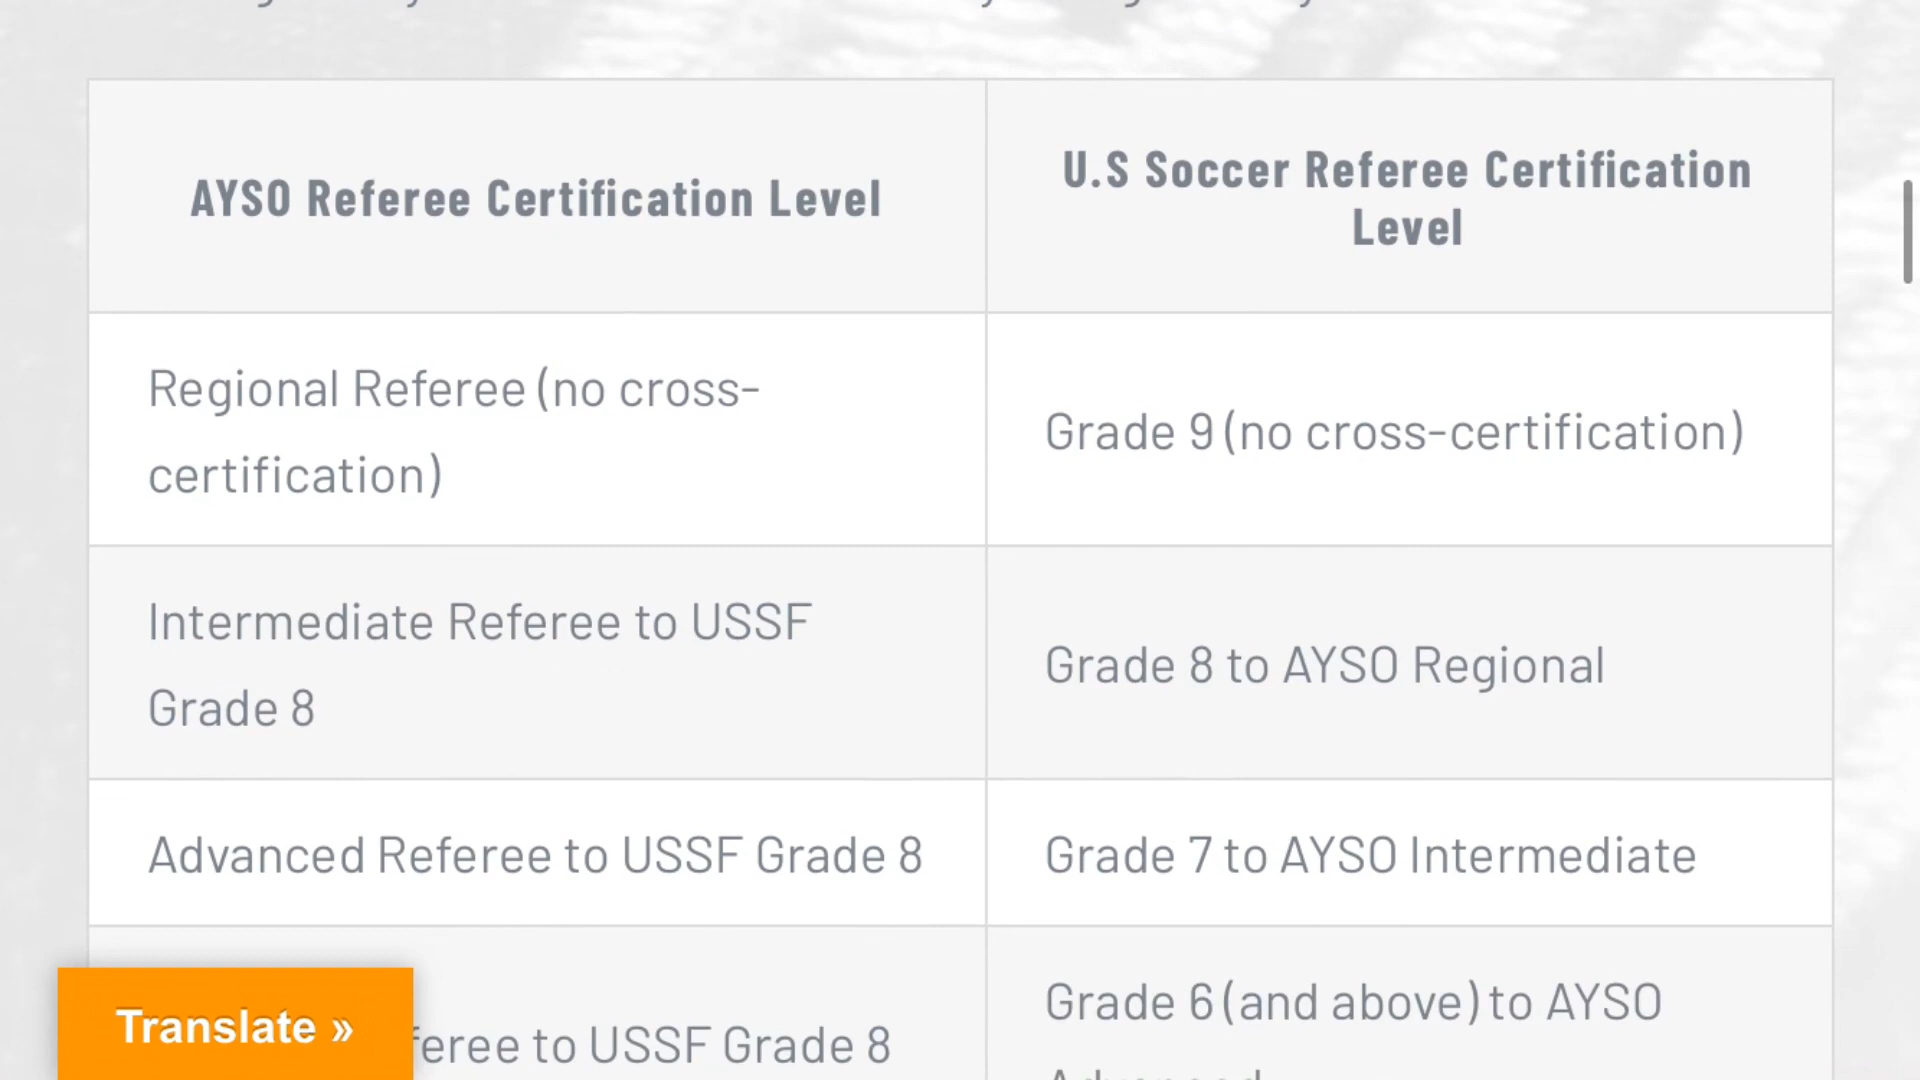 AYSO Referee Certification Level
U.S Soccer Referee Certification
Level
Regional Referee (no cross-
certification)
Grade 9 (no cross-certification)
Intermediate Referee to USSF
Grade 8
Grade 8 to AYSO Regional
Advanced Referee to USSF Grade 8
Grade 7 to AYSO Intermediate
to USSF Grade 8
Grade 6 (and above) to AYSO
Advanced
Translate »